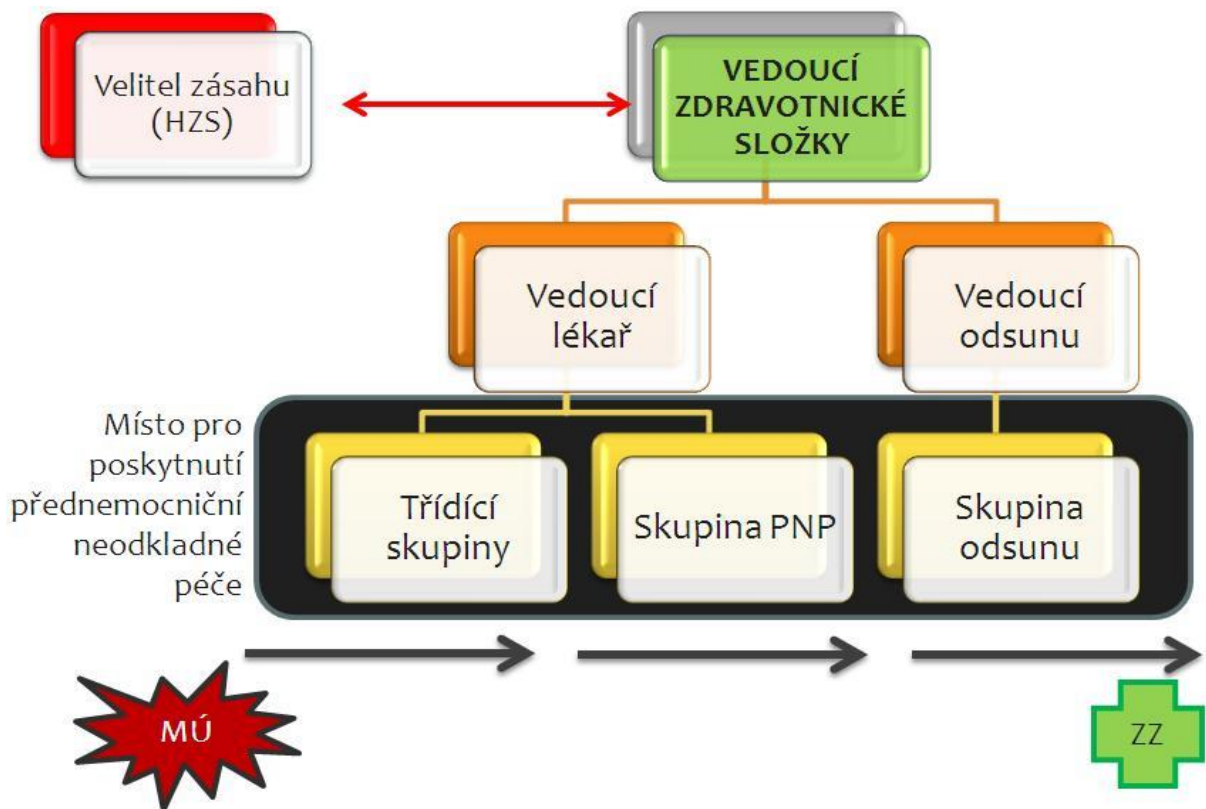 Velitel zásahu
(HZS)
VEDOUCÍ
ZDRAVOTNICKÉ
SLOŽKY
Vedoucí
lékař
Vedoucí
odsunu
Místo pro
poskytnutí
přednemocniční
neodkladné
péče
Třídící
skupiny
Skupina PNP
Skupina
odsunu
MÚ
ZZ